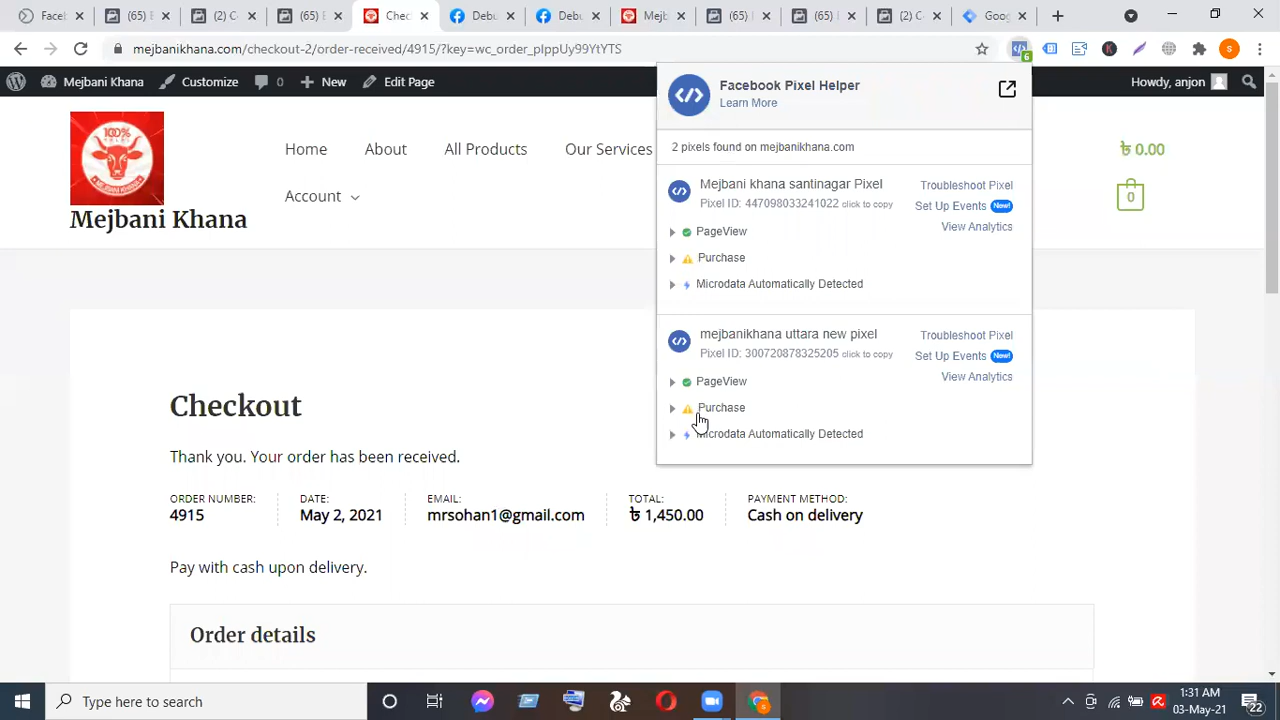 Faceb
(65) E
(2) C
(65) E
Chec
Debu
Debu
Mejb
(65) I
(65) I
(2) C
Goog
mejbanikhana.com/checkout-2/order-received/4915/?key=wc_order_plppUy99YtYTS
Mejbani Khana
Customize
0
New
Edit Page
Howdy, anjon
100%
HALAL
MEJBANI KHANA
Mejbani Khana
Home
About
All Products
Our Services
Account
৳ 0.00
0
6
S
Facebook Pixel Helper
Learn More
2 pixels found on mejbanikhana.com
Mejbani khana santinagar Pixel
Pixel ID: 447098033241022 click to copy
Troubleshoot Pixel
Set Up Events New!
View Analytics
PageView
Purchase
Microdata Automatically Detected
mejbanikhana uttara new pixel
Pixel ID: 300720878325205 click to copy
Troubleshoot Pixel
Set Up Events New!
View Analytics
PageView
Purchase
Microdata Automatically Detected
Checkout
Thank you. Your order has been received.
ORDER NUMBER:
4915
DATE:
May 2, 2021
EMAIL:
mrsohan1@gmail.com
TOTAL:
৳ 1,450.00
PAYMENT METHOD:
Cash on delivery
Pay with cash upon delivery.
Order details
Type here to search
1:31 AM
03-May-21
22